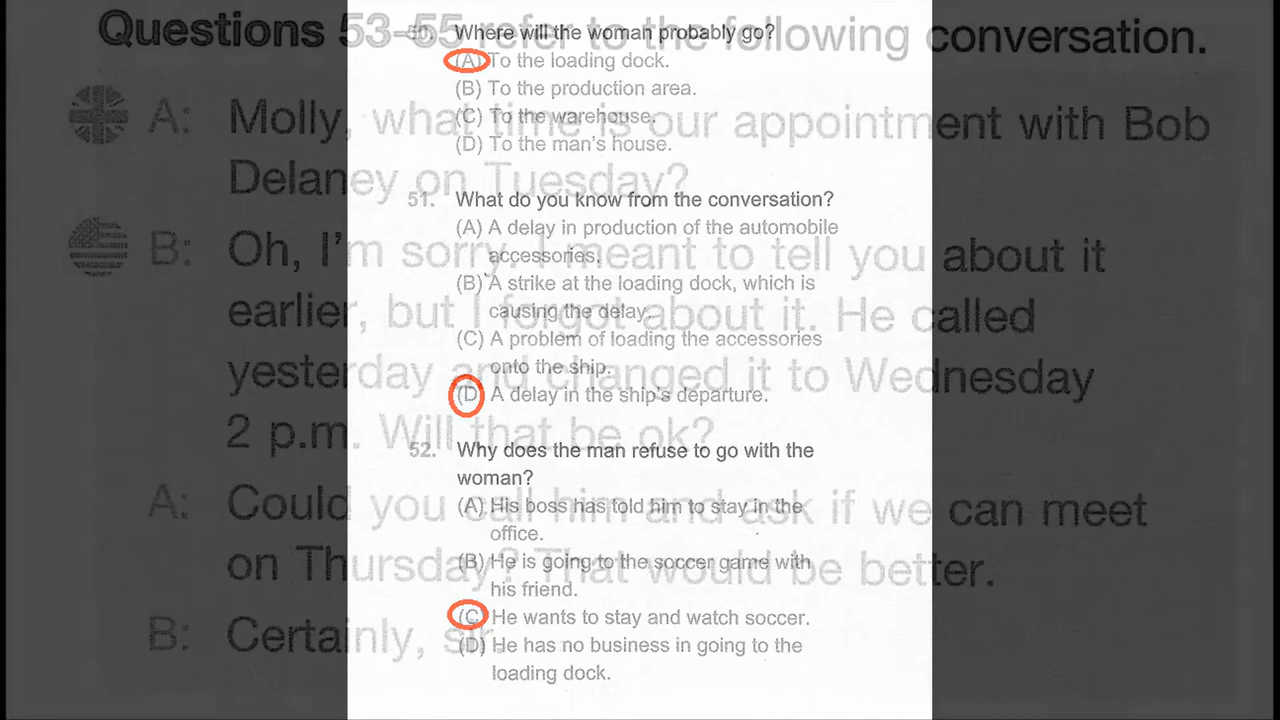 Questions 53–55 refer to the following conversation.
A: Molly, what time is our appointment with Bob
Delaney on Tuesday?
B: Oh, I'm sorry. I meant to tell you about it
earlier, but I forgot about it. He called
yesterday and changed it to Wednesday
2 p.m. Will that be ok?
A: Could you call him and ask if we can meet
on Thursday? That would be better.
B: Certainly, sir.
50. Where will the woman probably go?
(A) To the loading dock.
(B) To the production area.
(C) To the warehouse.
(D) To the man's house.
51. What do you know from the conversation?
(A) A delay in production of the automobile
accessories.
(B) A strike at the loading dock, which is
causing the delay.
(C) A problem of loading the accessories
onto the ship.
(D) A delay in the ship's departure.
52. Why does the man refuse to go with the
woman?
(A) His boss has told him to stay in the
office.
(B) He is going to the soccer game with
his friend.
(C) He wants to stay and watch soccer.
(D) He has no business in going to the
loading dock.